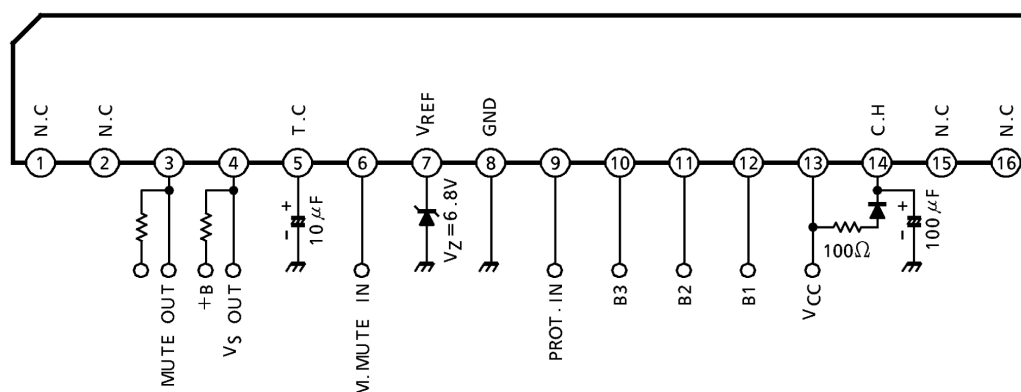 N.C
N.C
T.C
VREF
GND
C.H
N.C
N.C
1
2
3
4
5
6
7
8
9
10
11
12
13
14
15
16
+
-
10μF
VZ=6.8V
100Ω
+
-
100μF
MUTE OUT
+B
VS OUT
M.MUTE IN
PROT.IN
B3
B2
B1
VCC